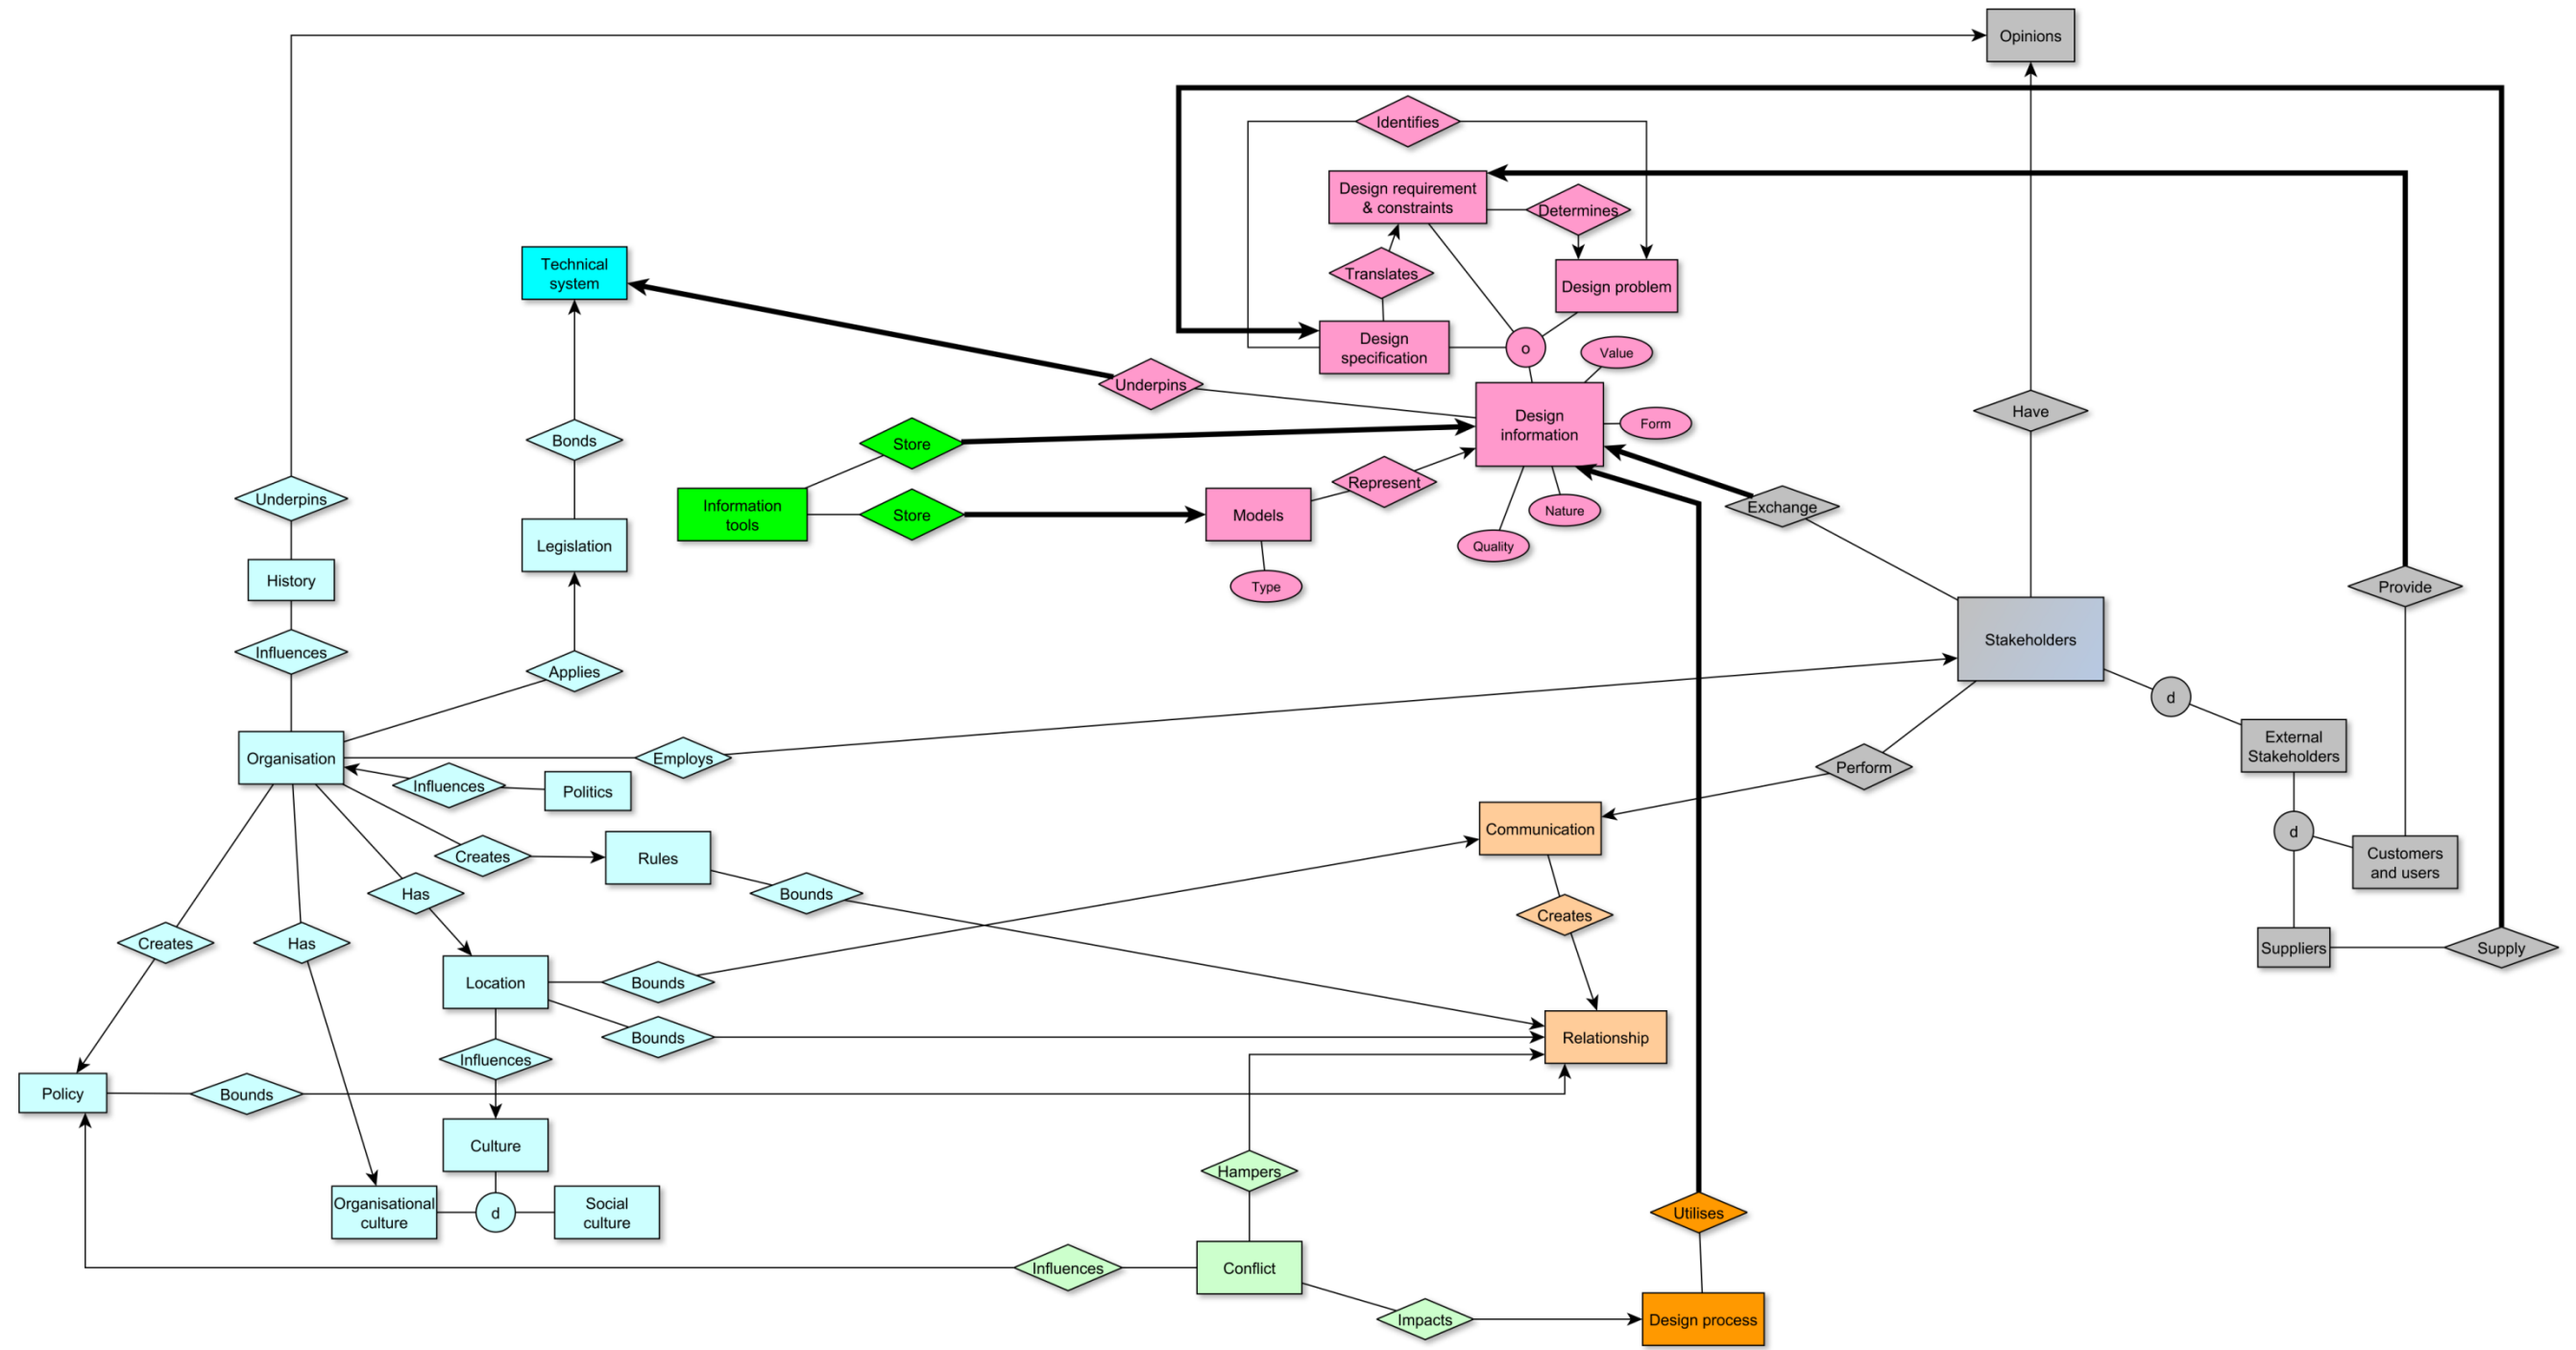 Opinions
Identifies
Design requirement
& constraints
Determines
Technical
system
Translates
Design problem
Design
specification
o
Value
Underpins
Have
Design
information
Form
Bonds
Store
Represent
Underpins
Information
tools
Store
Models
Nature
Exchange
Quality
Legislation
History
Type
Provide
Influences
Applies
Stakeholders
d
Organisation
Employs
External
Stakeholders
Influences
Politics
Perform
Communication
d
Creates
Rules
Customers
and users
Has
Bounds
Creates
Creates
Has
Suppliers
Supply
Location
Bounds
Bounds
Relationship
Influences
Policy
Bounds
Culture
Hampers
Organisational
culture
d
Social
culture
Utilises
Influences
Conflict
Impacts
Design process